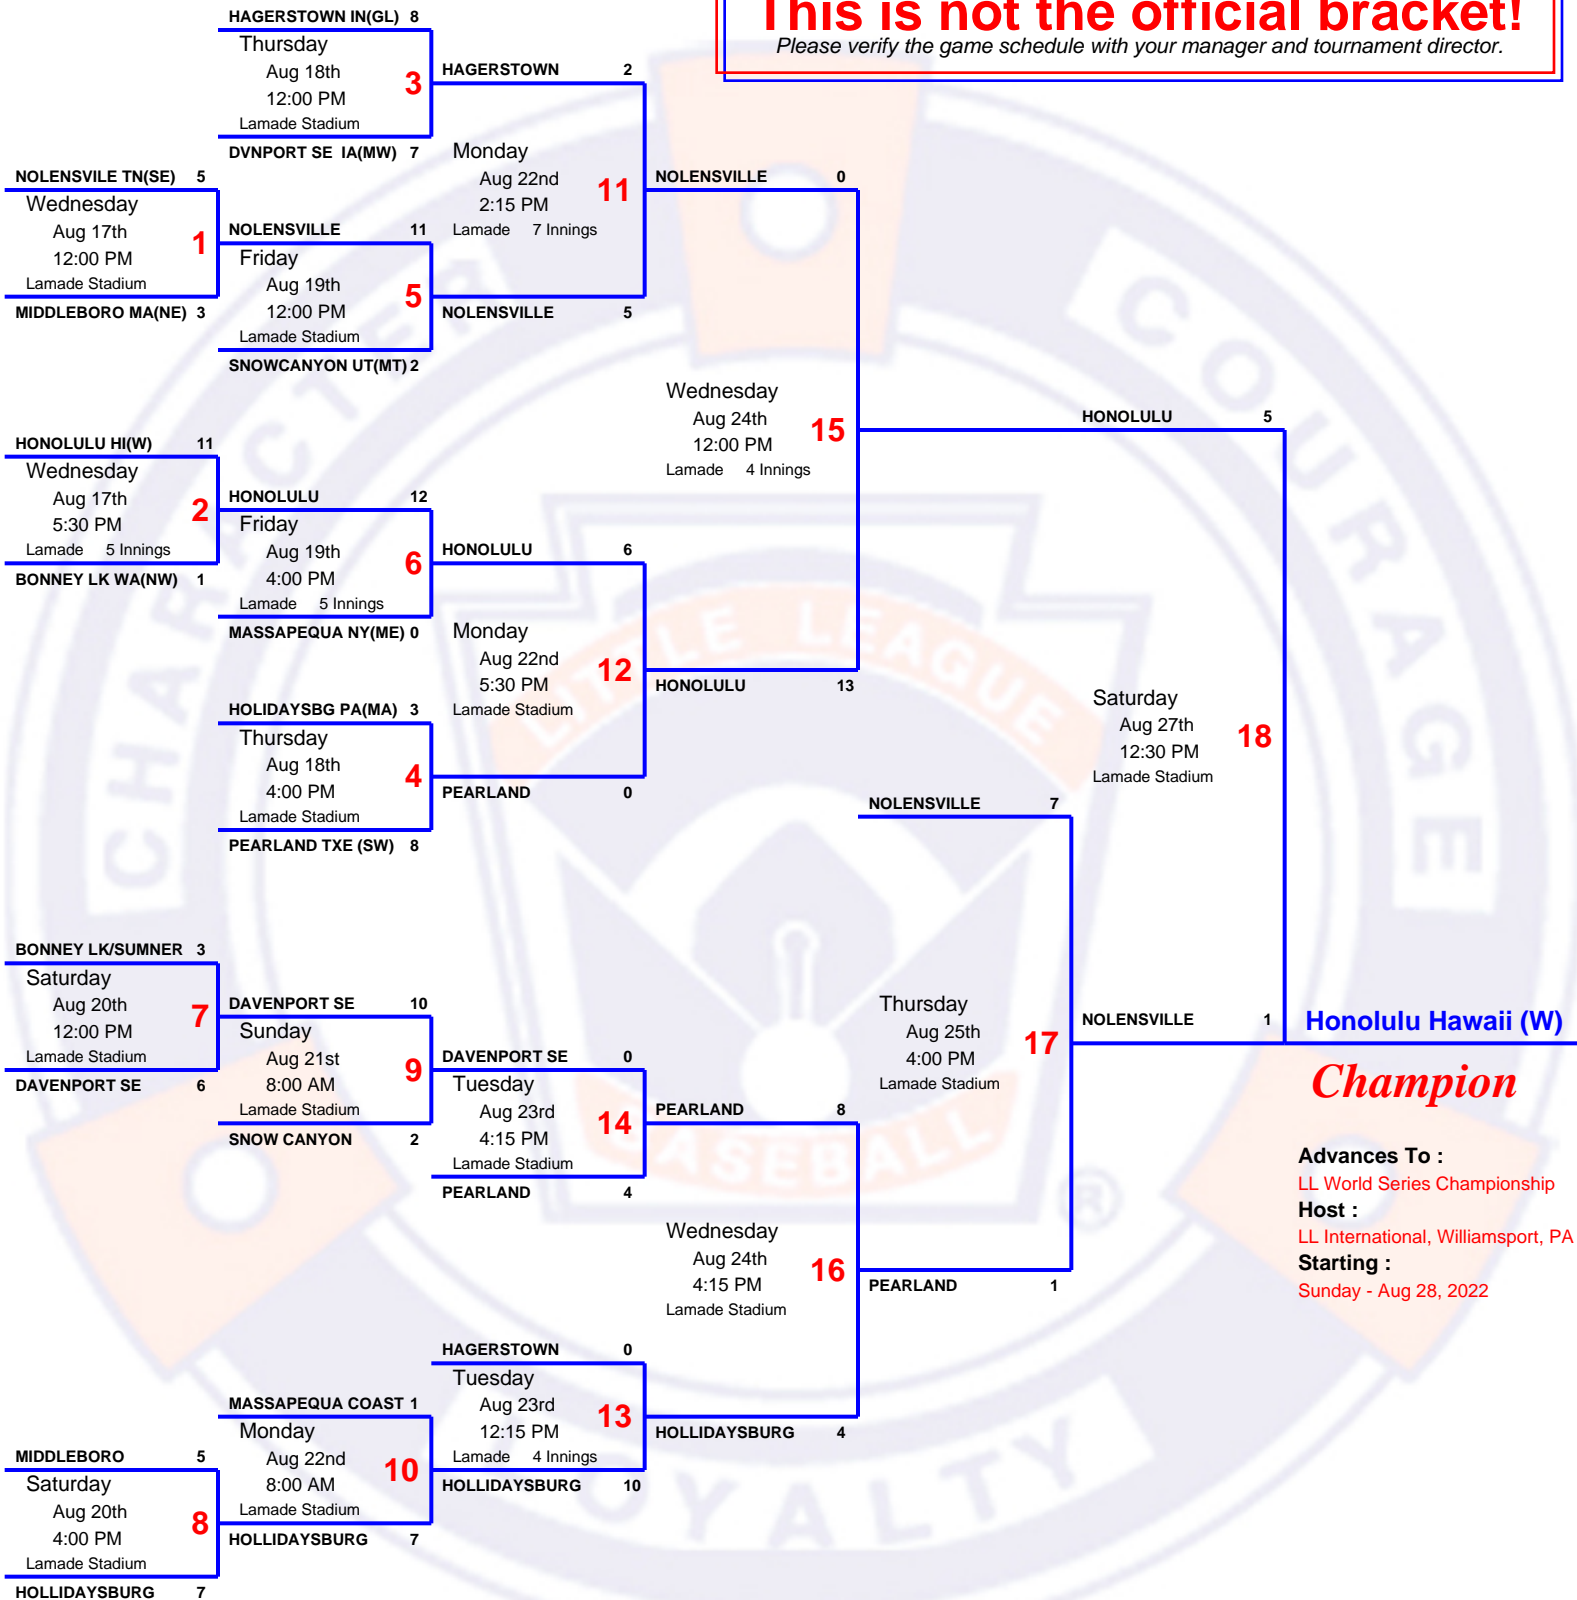 This is not the official bracket!
Please verify the game schedule with your manager and tournament director.
HAGERSTOWN IN(GL) 8
Thursday
Aug 18th
12:00 PM
Lamade Stadium
3
DVNPORT SE IA(MW) 7
NOLENSVILE TN(SE) 5
Wednesday
Aug 17th
12:00 PM
Lamade Stadium
1
MIDDLEBORO MA(NE) 3
NOLENSVILLE 11
Friday
Aug 19th
12:00 PM
Lamade Stadium
5
SNOWCANYON UT(MT) 2
HAGERSTOWN 2
Monday
Aug 22nd
2:15 PM
Lamade 7 Innings
11
NOLENSVILLE 5
HONOLULU HI(W) 11
Wednesday
Aug 17th
5:30 PM
Lamade 5 Innings
2
BONNEY LK WA(NW) 1
HONOLULU 12
Friday
Aug 19th
4:00 PM
Lamade 5 Innings
6
MASSAPEQUA NY(ME) 0
HOLIDAYSBG PA(MA) 3
Thursday
Aug 18th
4:00 PM
Lamade Stadium
4
PEARLAND TXE (SW) 8
HONOLULU 6
Monday
Aug 22nd
5:30 PM
Lamade Stadium
12
PEARLAND 0
NOLENSVILLE 0
Wednesday
Aug 24th
12:00 PM
Lamade 4 Innings
15
HONOLULU 13
BONNEY LK/SUMNER 3
Saturday
Aug 20th
12:00 PM
Lamade Stadium
7
DAVENPORT SE 6
DAVENPORT SE 10
Sunday
Aug 21st
8:00 AM
Lamade Stadium
9
SNOW CANYON 2
DAVENPORT SE 0
Tuesday
Aug 23rd
4:15 PM
Lamade Stadium
14
PEARLAND 4
MIDDLEBORO 5
Saturday
Aug 20th
4:00 PM
Lamade Stadium
8
HOLLIDAYSBURG 7
MASSAPEQUA COAST 1
Monday
Aug 22nd
8:00 AM
Lamade Stadium
10
HOLLIDAYSBURG 7
HAGERSTOWN 0
Tuesday
Aug 23rd
12:15 PM
Lamade 4 Innings
13
HOLLIDAYSBURG 10
PEARLAND 8
Wednesday
Aug 24th
4:15 PM
Lamade Stadium
16
HOLLIDAYSBURG 4
NOLENSVILLE 7
Thursday
Aug 25th
4:00 PM
Lamade Stadium
17
PEARLAND 1
HONOLULU 5
Saturday
Aug 27th
12:30 PM
Lamade Stadium
18
NOLENSVILLE 1
Honolulu Hawaii (W)
Champion
Advances To :
LL World Series Championship
Host :
LL International, Williamsport, PA
Starting :
Sunday - Aug 28, 2022
CHARACTER
COURAGE
LOYALTY
LITTLE LEAGUE
BASEBALL
®